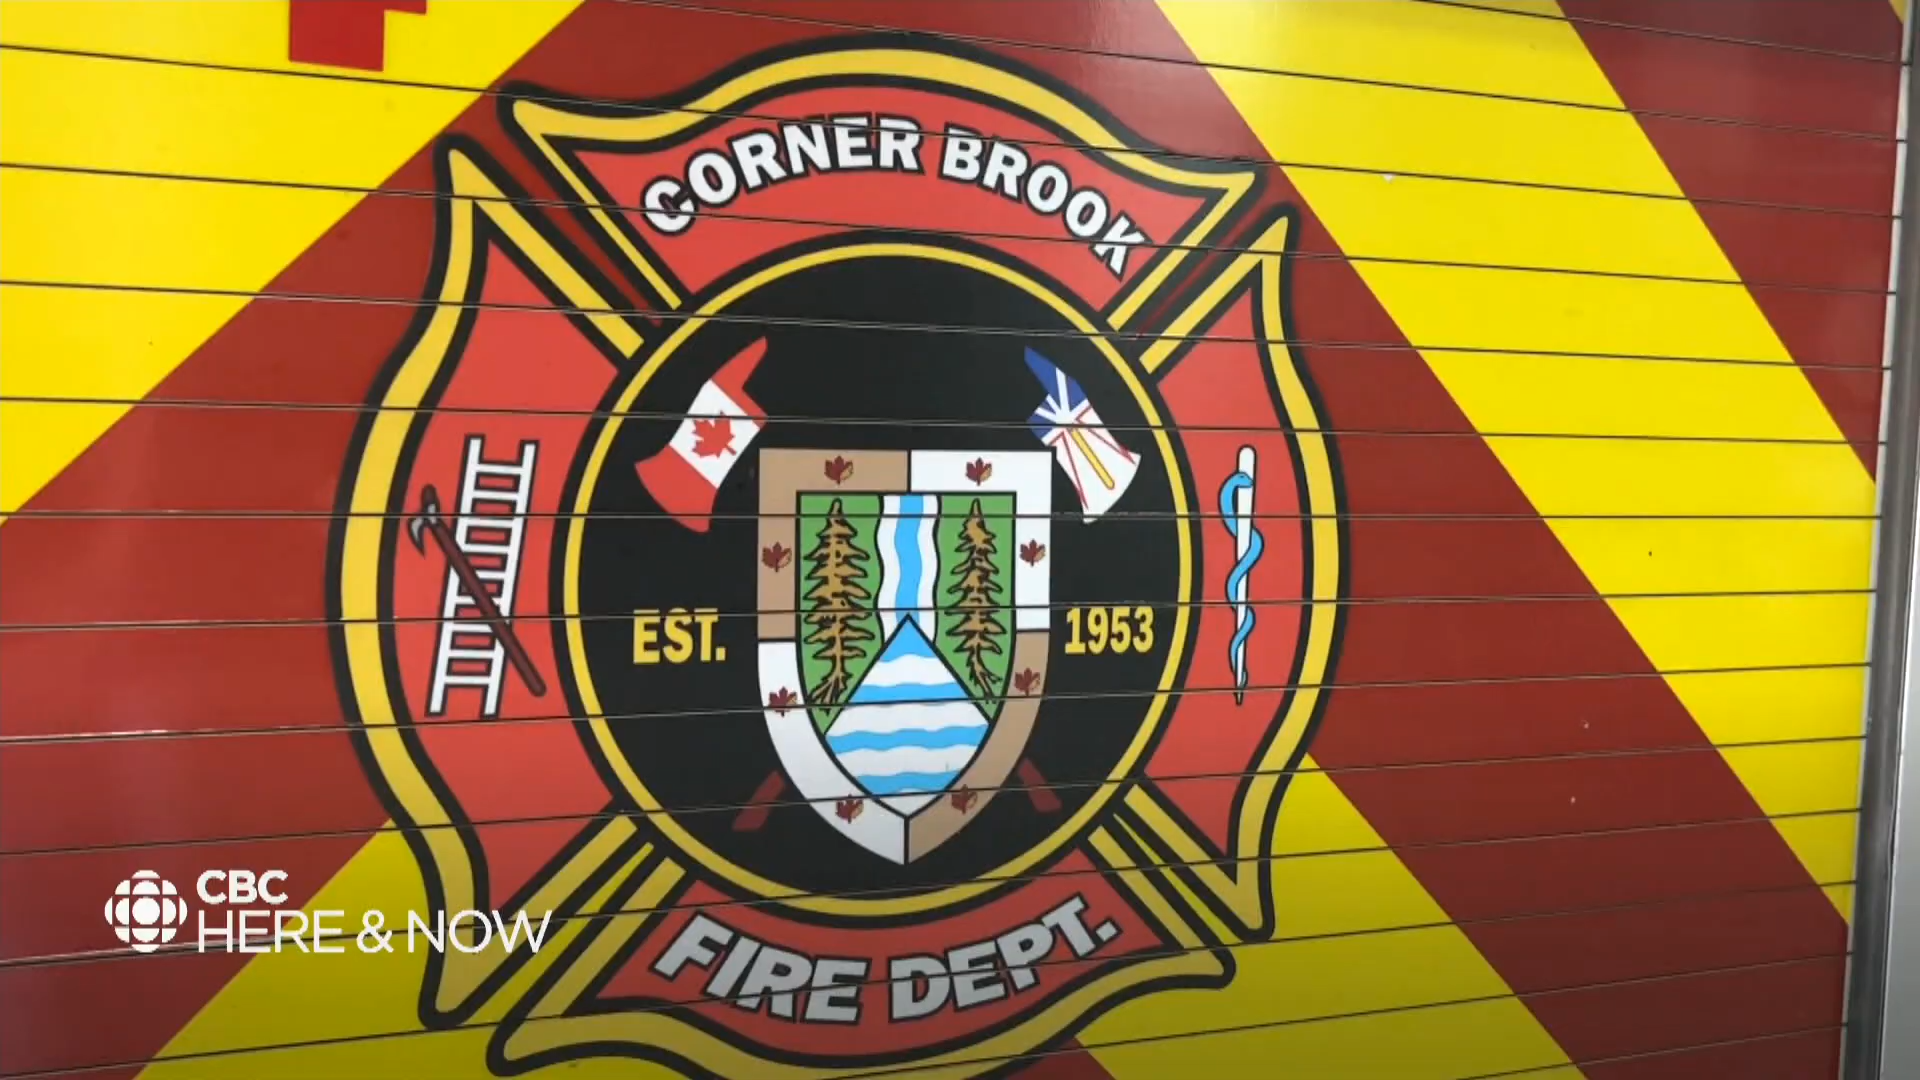 CORNER BROOK
EST. 1953
FIRE DEPT.
CBC
HERE & NOW